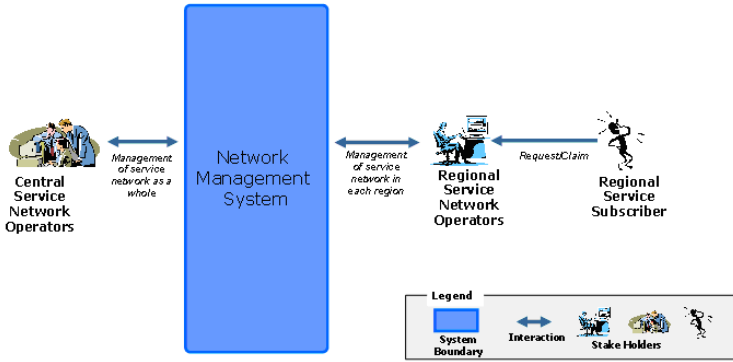 Central
Service
Network
Operators
Management
of service
network as a
whole
Network
Management
System
Management
of service
network in
each region
Regional
Service
Network
Operators
Request/Claim
Regional
Service
Subscriber
Legend
System
Boundary
Interaction
Stake Holders